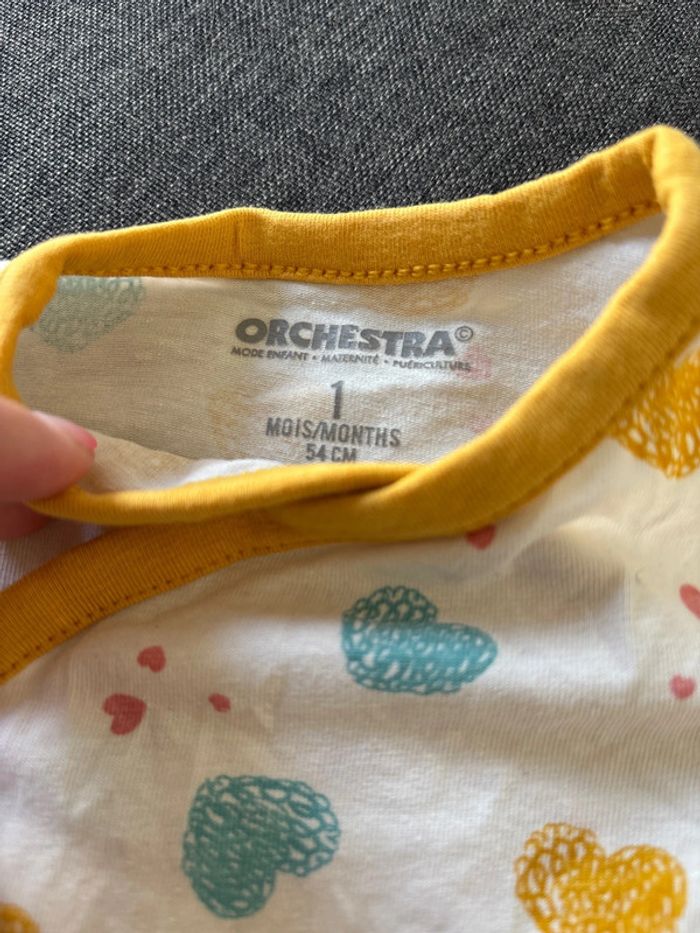 ORCHESTRA©
MODE ENFANT • MATERNITÉ • PUÉRICULTURE
1
MOIS/MONTHS
54 CM